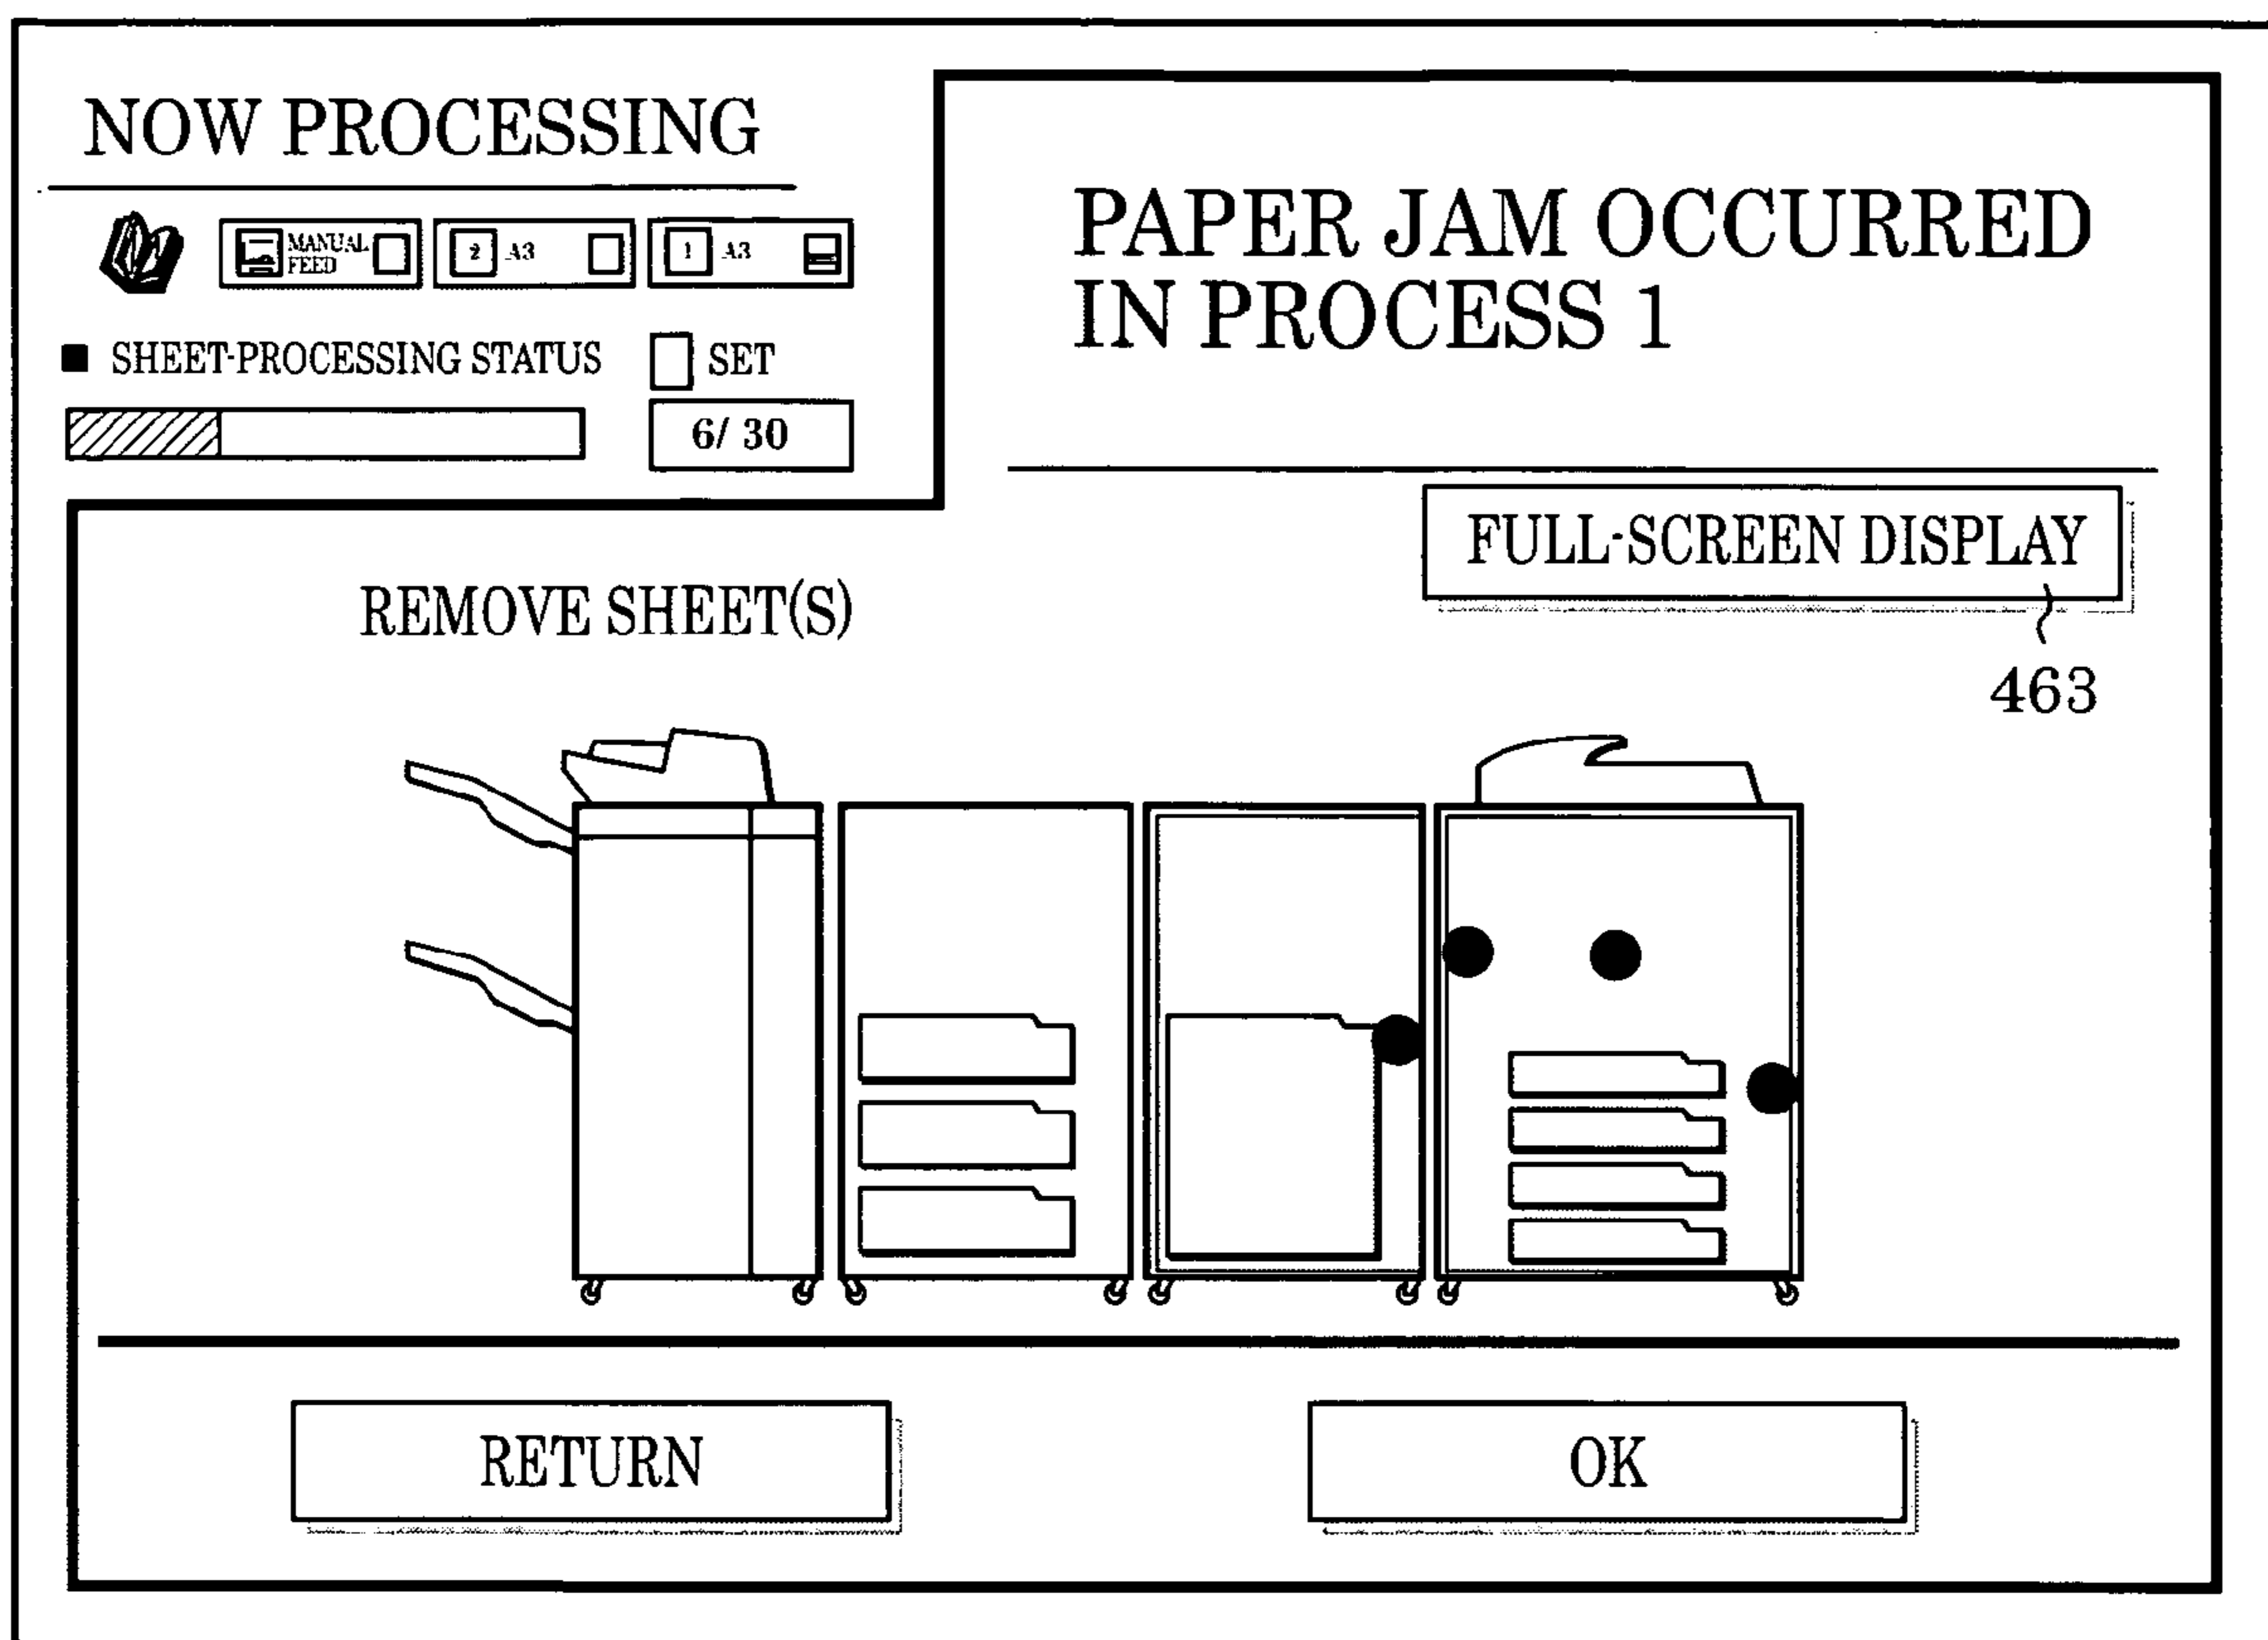 NOW PROCESSING
MANUAL FEED
2 A3
1 A3
SHEET-PROCESSING STATUS
SET
6/ 30
PAPER JAM OCCURRED
IN PROCESS 1
FULL-SCREEN DISPLAY
463
REMOVE SHEET(S)
RETURN
OK